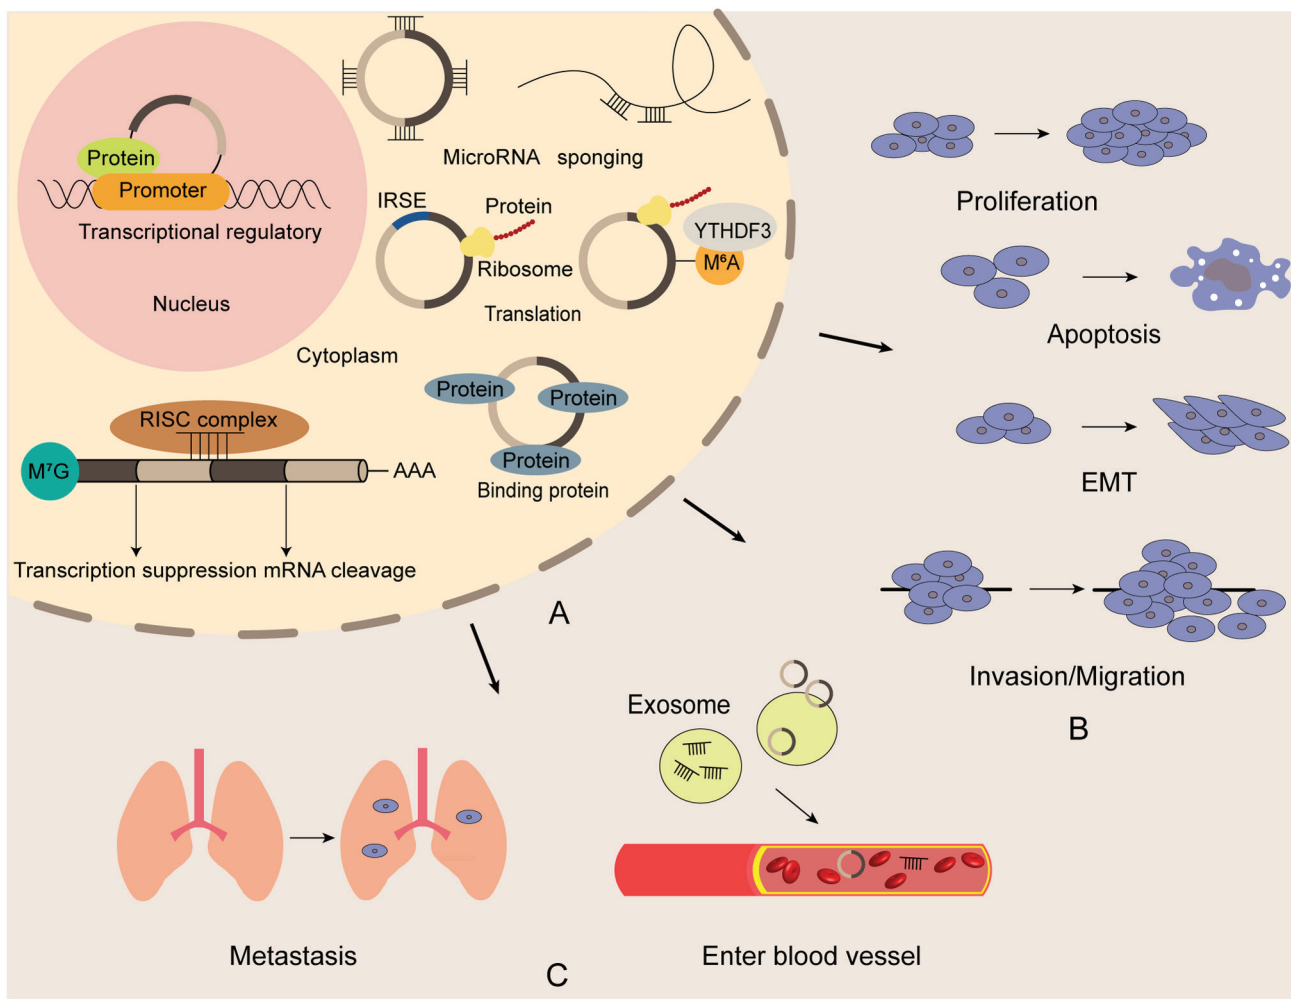 Protein
Promoter
Transcriptional regulatory
Nucleus
MicroRNA sponging
IRSE
Protein
Ribosome
YTHDF3
M⁶A
Translation
Cytoplasm
Protein
Protein
Protein
Binding protein
RISC complex
M⁷G
AAA
Transcription suppression mRNA cleavage
A
Proliferation
Apoptosis
EMT
Invasion/Migration
B
Exosome
Metastasis
Enter blood vessel
C